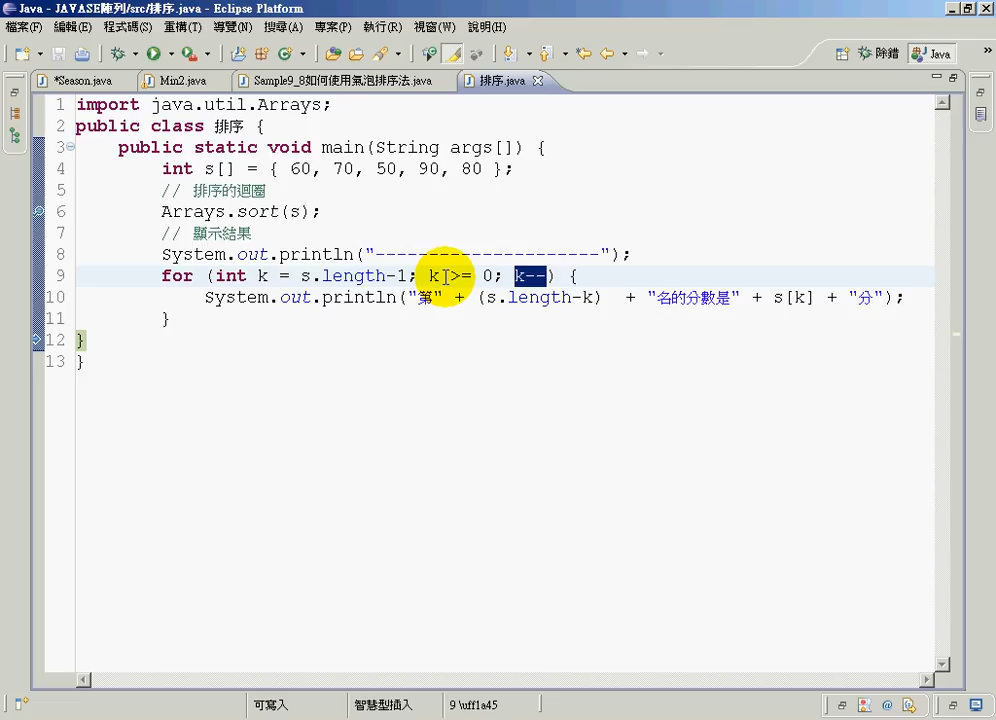 Java - JAVASE陣列/src/排序.java - Eclipse Platform
檔案(F) 編輯(E) 程式碼(S) 重構(T) 導覽(N) 搜尋(A) 專案(P) 執行(R) 視窗(W) 說明(H)
除錯 Java »
*Season.java Min2.java Sample9_8如何使用氣泡排序法.java 排序.java
1 import java.util.Arrays;
2 public class 排序 {
3 public static void main(String args[]) {
4 int s[] = { 60, 70, 50, 90, 80 };
5 // 排序的迴圈
6 Arrays.sort(s);
7 // 顯示結果
8 System.out.println("---------------------");
9 for (int k = s.length-1; k >= 0; k--) {
10 System.out.println("第" + (s.length-k) + "名的分數是" + s[k] + "分");
11 }
12 }
13 }
可寫入 智慧型插入 9 \uff1a45